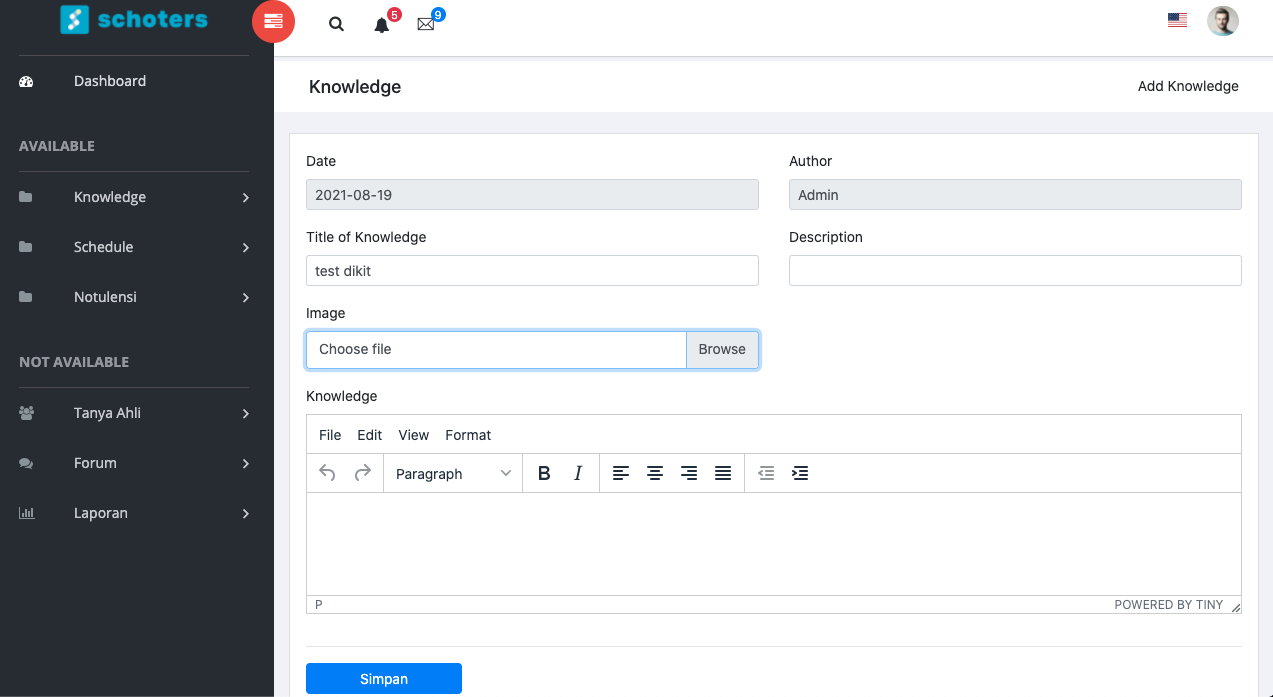 schoters
5
9
Dashboard
AVAILABLE
Knowledge
Schedule
Notulensi
NOT AVAILABLE
Tanya Ahli
Forum
Laporan
Knowledge
Add Knowledge
Date
Author
2021-08-19
Admin
Title of Knowledge
Description
test dikit
Image
Choose file
Browse
Knowledge
File Edit View Format
Paragraph B I
P
POWERED BY TINY
Simpan